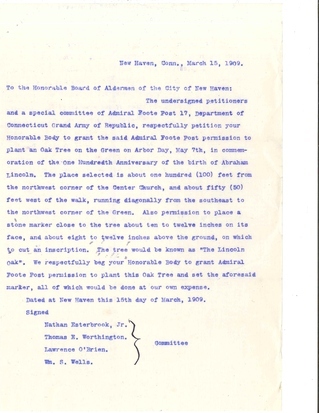 New Haven, Conn., March 15, 1909.
To the Honorable Board of Aldermen of the City of New Haven:
The undersigned petitioners
and a special committee of Admiral Foote Post 17, Department of
Connecticut Grand Army of Republic, respectfully petition your
Honorable Body to grant the said Admiral Foote Post permission to
plant an Oak Tree on the Green on Arbor Day, May 7th, in commem-
oration of the One Hundredth Anniversary of the birth of Abraham
Lincoln. The place selected is about one hundred (100) feet from
the northwest corner of the Center Church, and about fifty (50)
feet west of the walk, running diagonally from the southeast to
the northwest corner of the Green. Also permission to place a
stone marker close to the tree about ten to twelve inches on its
face, and about eight to twelve inches above the ground, on which
to cut an inscription. The tree would be known as "The Lincoln
Oak". We respectfully beg your Honorable Body to grant Admiral
Foote Post permission to plant this Oak Tree and set the aforesaid
marker, all of which would be done at our own expense.
Dated at New Haven this 15th day of March, 1909.
Signed
Nathan Easterbrook, Jr.
Thomas E. Worthington.
Lawrence O'Brien.
Wm. S. Wells.
Committee